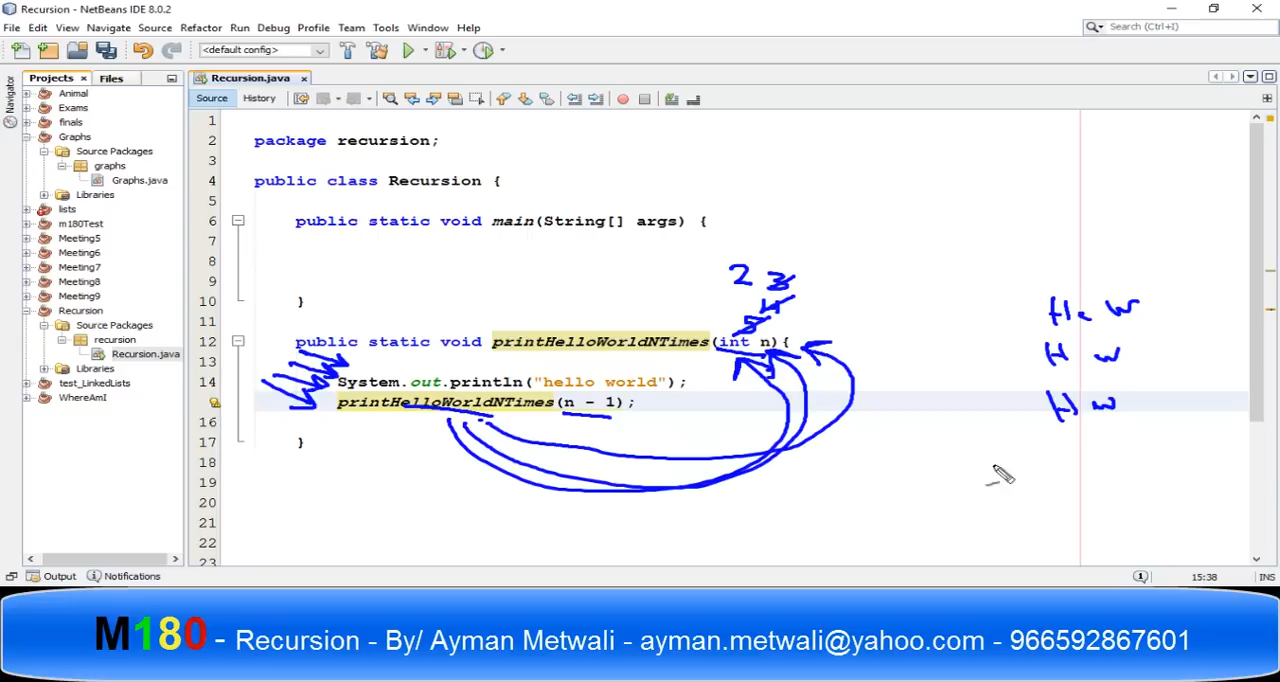 Recursion - NetBeans IDE 8.0.2
File Edit View Navigate Source Refactor Run Debug Profile Team Tools Window Help
Search (Ctrl+I)
<default config>
Projects Files
Recursion.java
Navigator
Source History
Animal
Exams
finals
Graphs
Source Packages
graphs
Graphs.java
Libraries
lists
m180Test
Meeting5
Meeting6
Meeting7
Meeting8
Meeting9
Recursion
Source Packages
recursion
Recursion.java
Libraries
test_LinkedLists
WhereAmI
1
2 package recursion;
3
4 public class Recursion {
5
6 public static void main(String[] args) {
7
8
9
10 }
11
12 public static void printHelloWorldNTimes(int n){
13
14 System.out.println("hello world");
printHelloWorldNTimes(n - 1);
16
17 }
18
19
20
21
22
23
2 3
4
5
He W
H W
H W
Output Notifications
1 15:38 INS
M180 - Recursion - By/ Ayman Metwali - ayman.metwali@yahoo.com - 966592867601